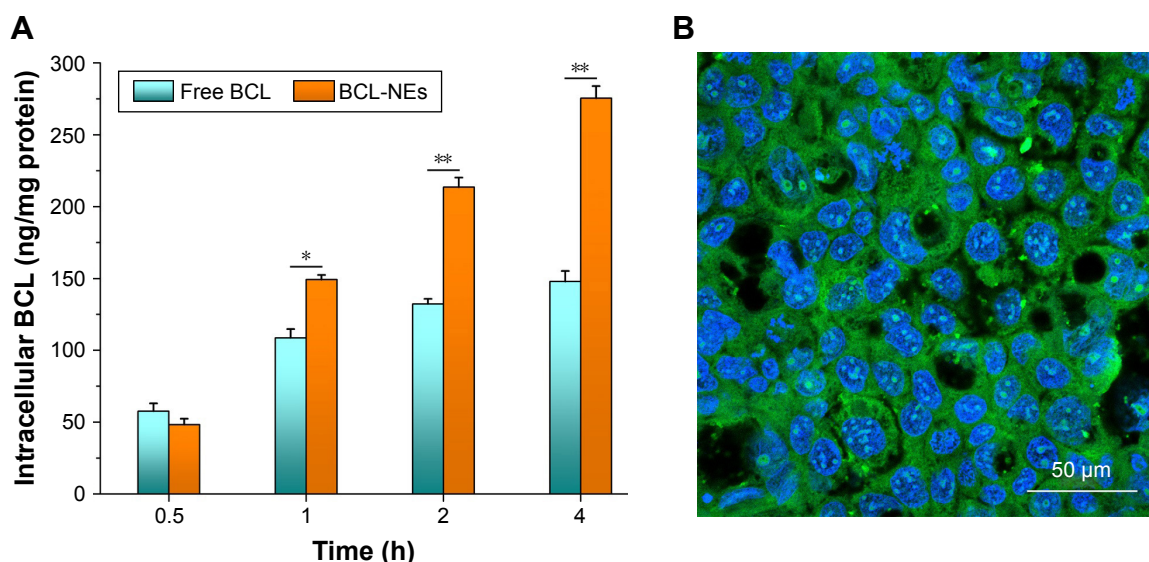 A
B
Intracellular BCL (ng/mg protein)
300
250
200
150
100
50
0
Free BCL
BCL-NEs
*
**
**
0.5
1
2
4
Time (h)
50 µm